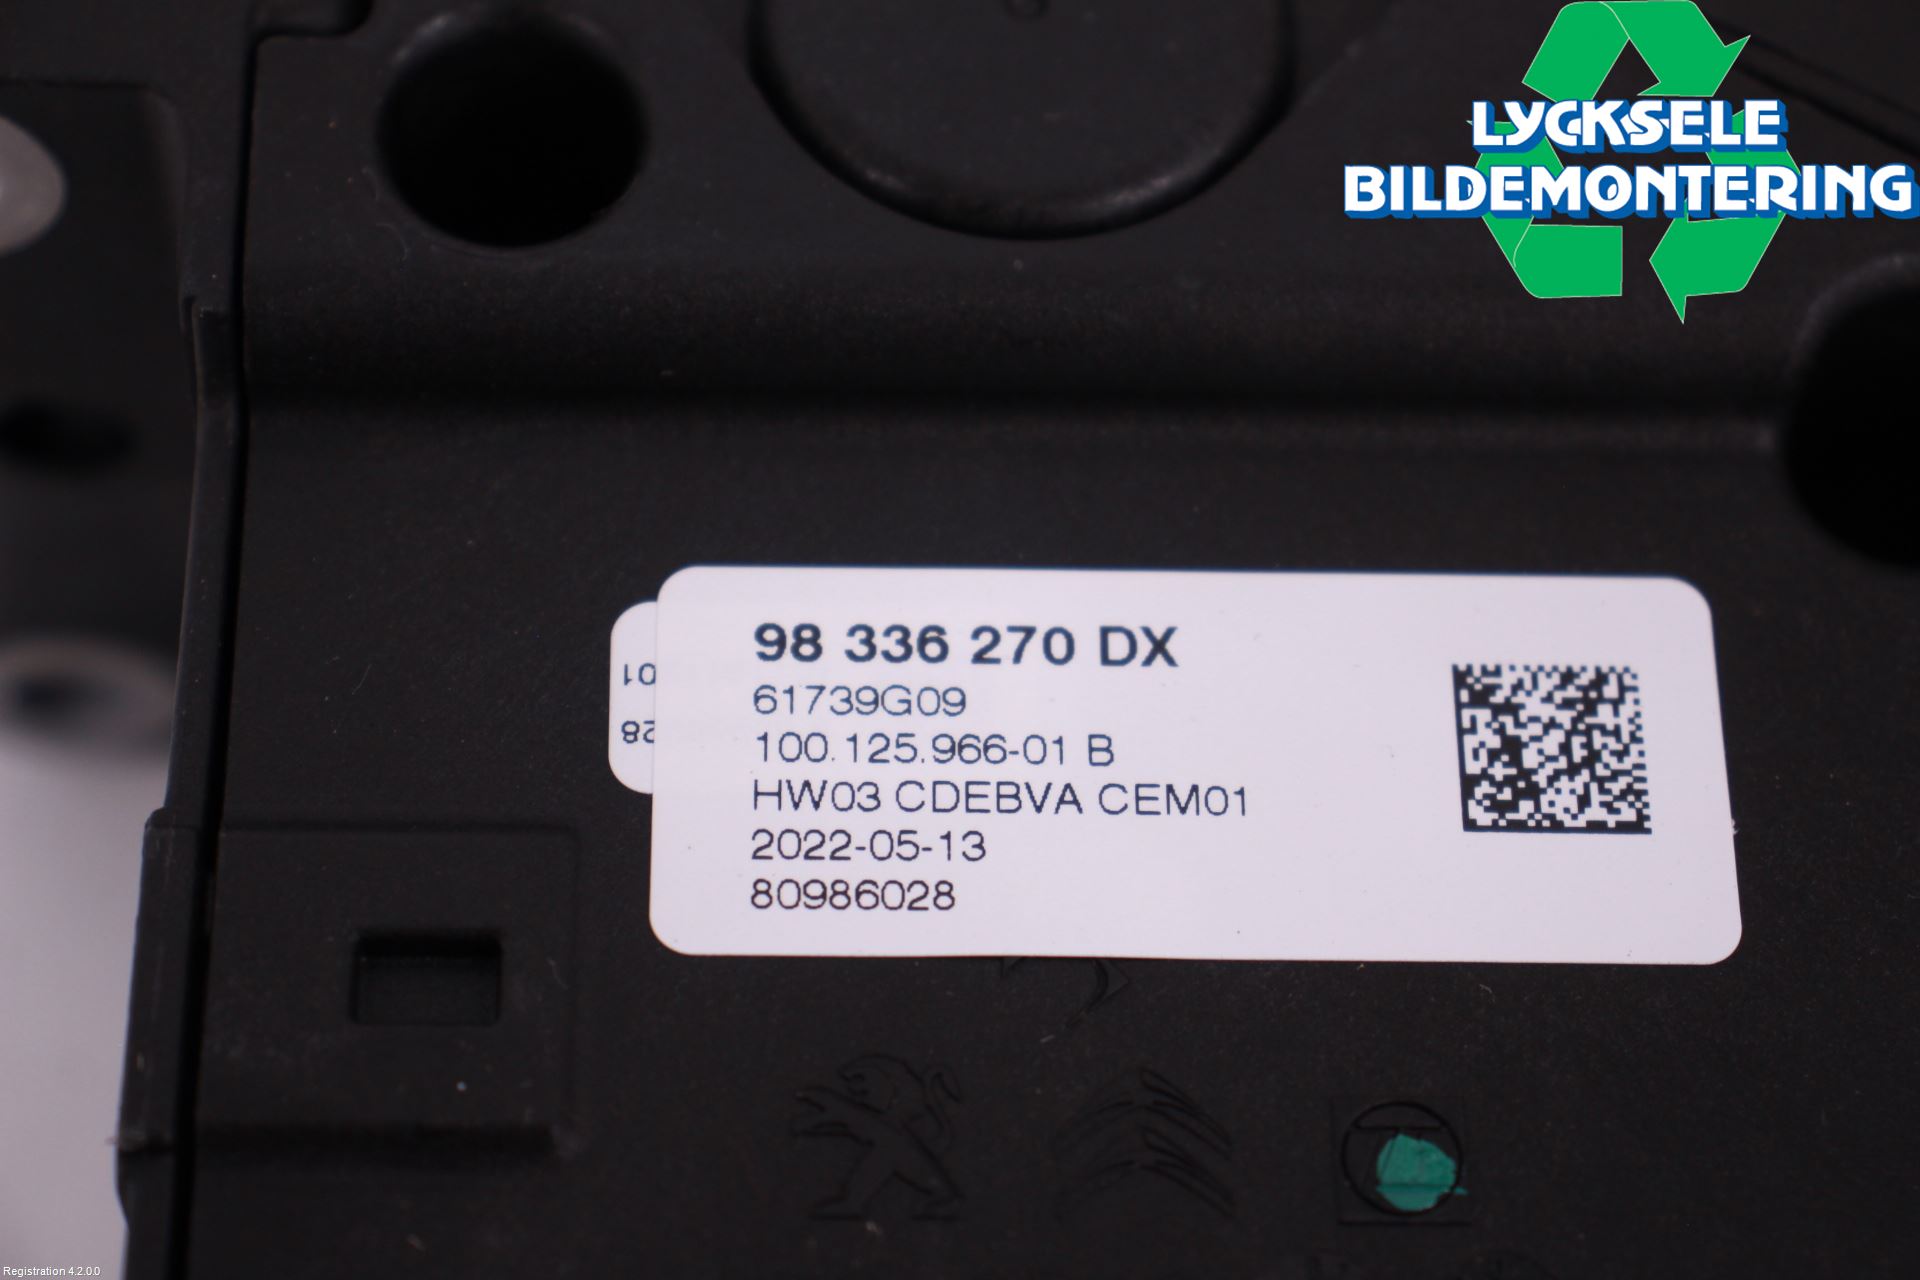 LYCKSELE
BILDEMONTERING
98 336 270 DX
61739G09
100.125.966-01 B
HW03 CDEBVA CEM01
2022-05-13
80986028
Registration 4.2.0.0